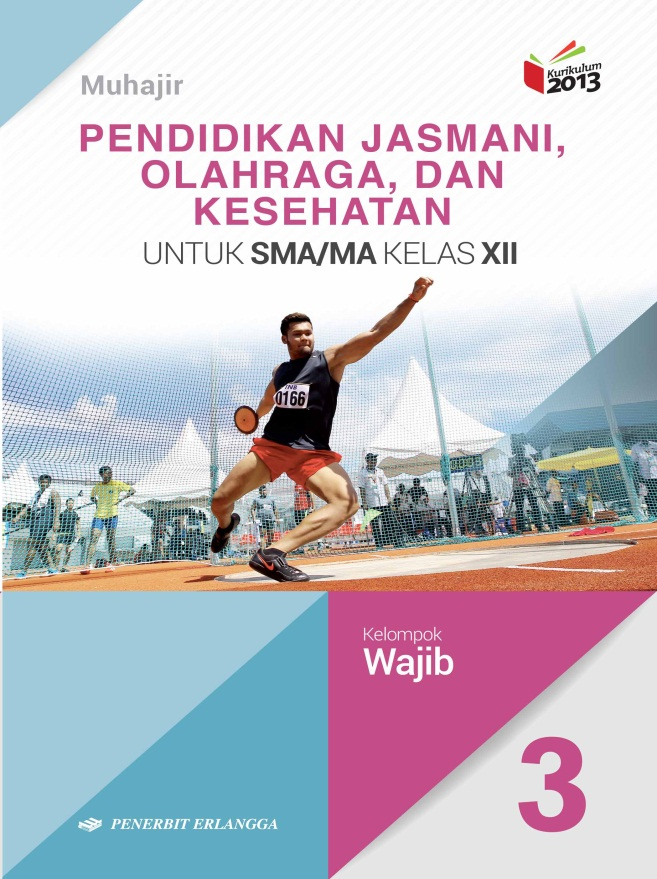 Muhajir
Kurikulum
2013
PENDIDIKAN JASMANI,
OLAHRAGA, DAN
KESEHATAN
UNTUK SMA/MA KELAS XII
0166
Kelompok
Wajib
3
PENERBIT ERLANGGA